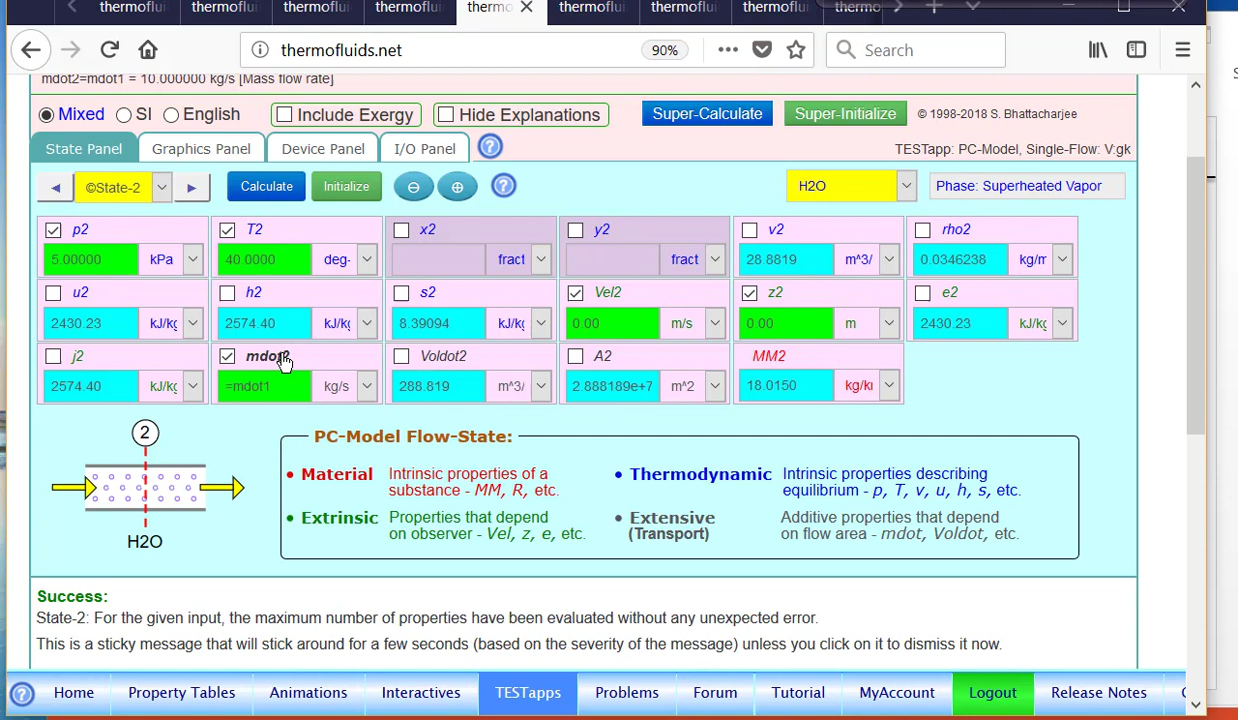 thermoflui thermofluid thermofluid thermofluid thermo thermofluid thermofluid thermoflui thermo
thermofluids.net 90% Search
mdot2=mdot1 = 10.000000 kg/s [Mass flow rate]
Mixed SI English Include Exergy Hide Explanations Super-Calculate Super-Initialize © 1998-2018 S. Bhattacharjee
State Panel Graphics Panel Device Panel I/O Panel ? TESTapp: PC-Model, Single-Flow: V:gk
©State-2 Calculate Initialize ? H2O Phase: Superheated Vapor
p2 T2 x2 y2 v2 rho2
5.00000 kPa 40.0000 deg- fract fract 28.8819 m^3/ 0.0346238 kg/m
u2 h2 s2 Vel2 z2 e2
2430.23 kJ/kg 2574.40 kJ/kg 8.39094 kJ/kg 0.00 m/s 0.00 m 2430.23 kJ/kg
j2 mdot2 Voldot2 A2 MM2
2574.40 kJ/kg =mdot1 kg/s 288.819 m^3/ 2.888189e+7 m^2 18.0150 kg/kr
2
H2O
PC-Model Flow-State:
• Material Intrinsic properties of a
substance - MM, R, etc.
• Thermodynamic Intrinsic properties describing
equilibrium - p, T, v, u, h, s, etc.
• Extrinsic Properties that depend
on observer - Vel, z, e, etc.
• Extensive Additive properties that depend
(Transport) on flow area - mdot, Voldot, etc.
Success:
State-2: For the given input, the maximum number of properties have been evaluated without any unexpected error.
This is a sticky message that will stick around for a few seconds (based on the severity of the message) unless you click on it to dismiss it now.
? Home Property Tables Animations Interactives TESTapps Problems Forum Tutorial MyAccount Logout Release Notes